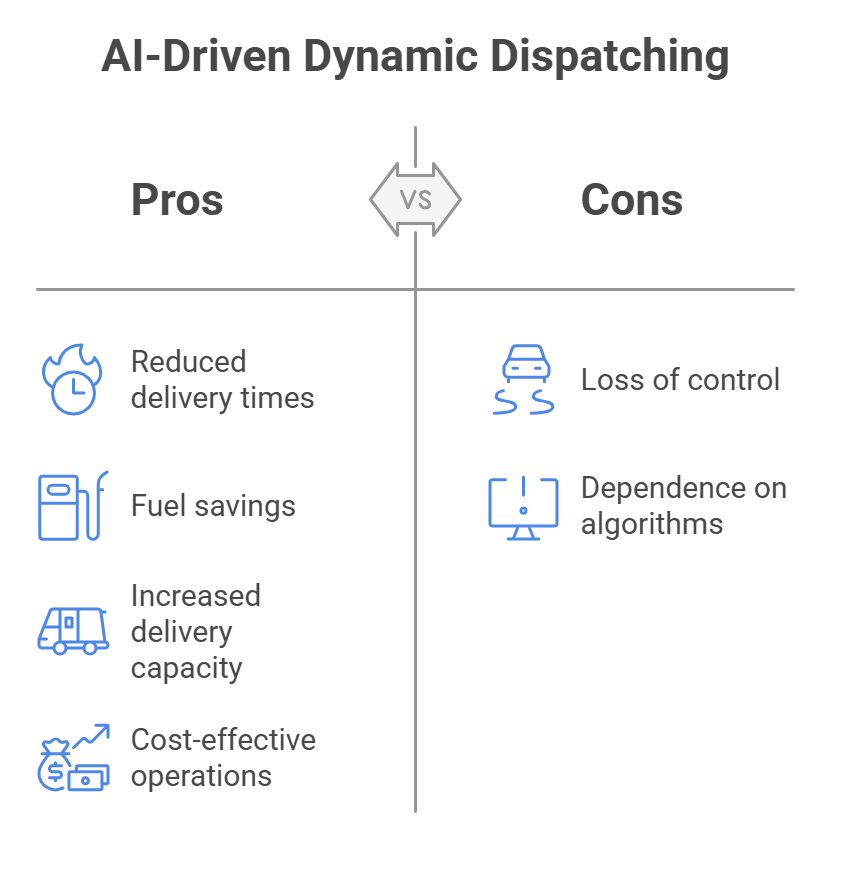 AI-Driven Dynamic Dispatching
Pros
VS
Cons
Reduced
delivery times
Fuel savings
Increased
delivery
capacity
$
Cost-effective
operations
Loss of control
Dependence on
algorithms